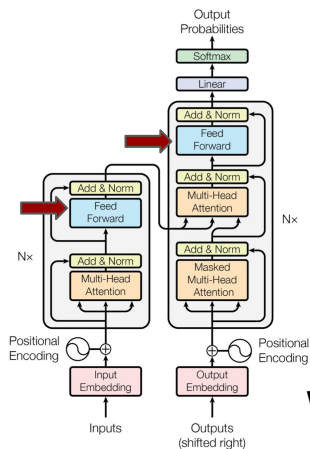 Output
Probabilities
Softmax
Linear
Add & Norm
Feed
Forward
Add & Norm
Multi-Head
Attention
Add & Norm
Masked
Multi-Head
Attention
N×
Add & Norm
Feed
Forward
N×
Add & Norm
Multi-Head
Attention
Positional
Encoding
Positional
Encoding
Input
Embedding
Output
Embedding
Inputs
Outputs
(shifted right)